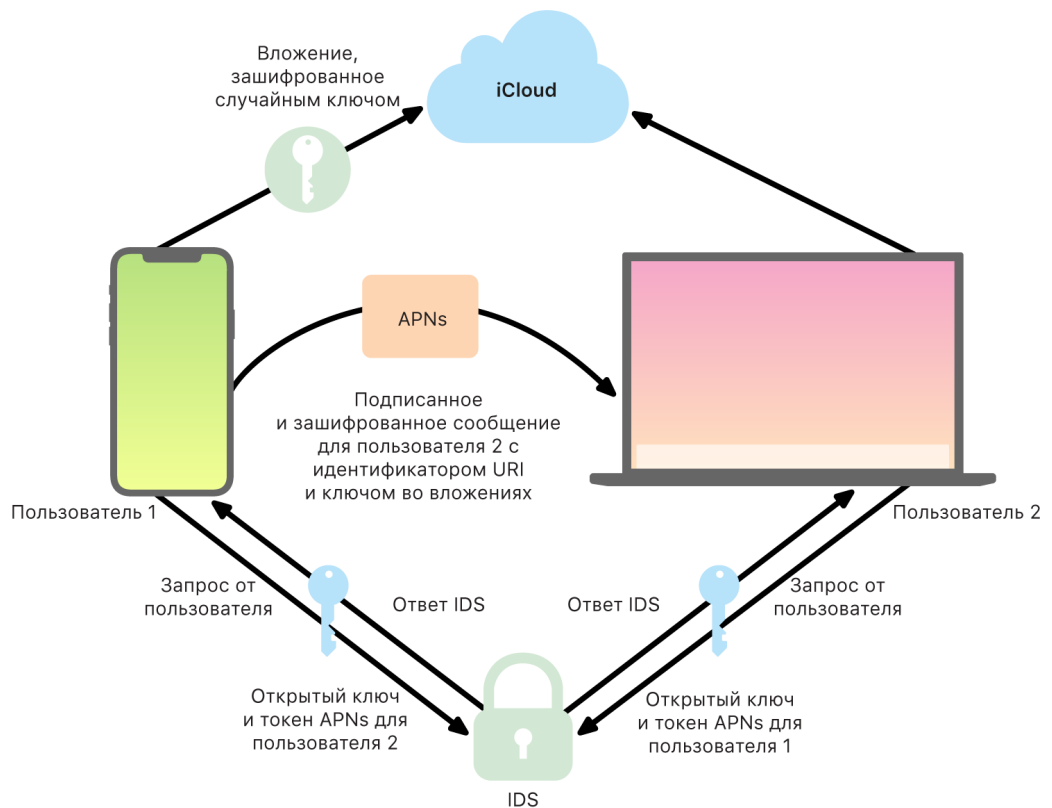 Вложение,
зашифрованное
случайным ключом
iCloud
APNs
Подписанное
и зашифрованное сообщение
для пользователя 2 с
идентификатором URI
и ключом во вложениях
Пользователь 1
Пользователь 2
Запрос от
пользователя
Ответ IDS
Ответ IDS
Запрос от
пользователя
Открытый ключ
и токен APNs для
пользователя 2
Открытый ключ
и токен APNs для
пользователя 1
IDS